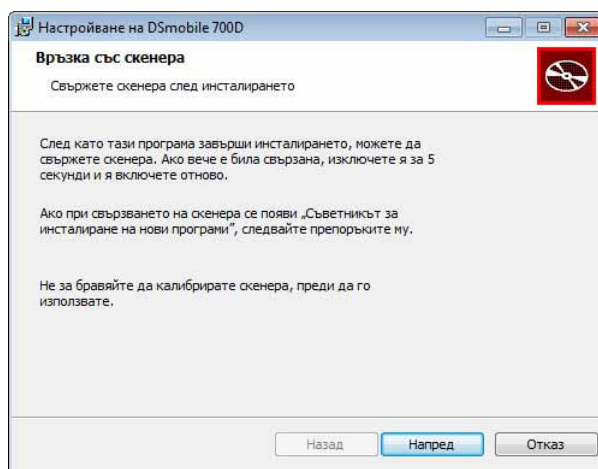 Настройване на DSmobile 700D
Връзка със скенера
Свържете скенера след инсталирането
След като тази програма завърши инсталирането, можете да
свържете скенера. Ако вече е била свързана, изключете я за 5
секунди и я включете отново.
Ако при свързването на скенера се появи „Съветникът за
инсталиране на нови програми”, следвайте препоръките му.
Не за бравяйте да калибрирате скенера, преди да го
използвате.
Назад
Напред
Отказ